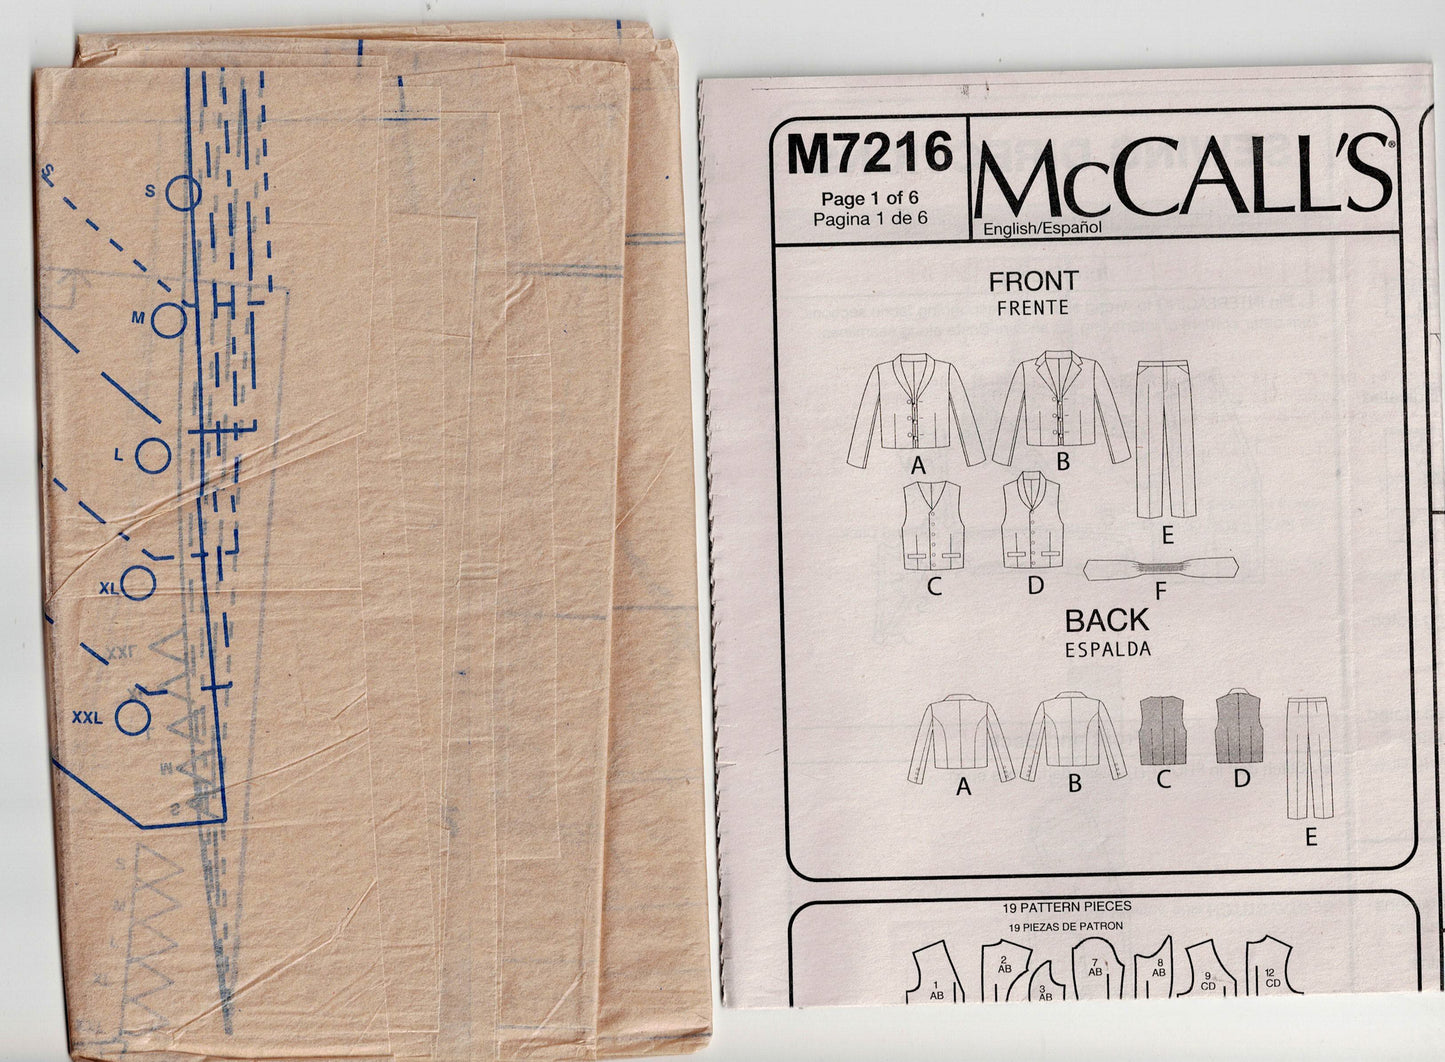 S
M
L
XL
XXL
M7216
Page 1 of 6
Pagina 1 de 6
McCALL'S®
English/Español
FRONT
FRENTE
A
B
E
C
D
F
BACK
ESPALDA
A
B
C
D
E
19 PATTERN PIECES
19 PIEZAS DE PATRON
1
AB
2
AB
3
AB
7
AB
8
AB
9
CD
12
CD